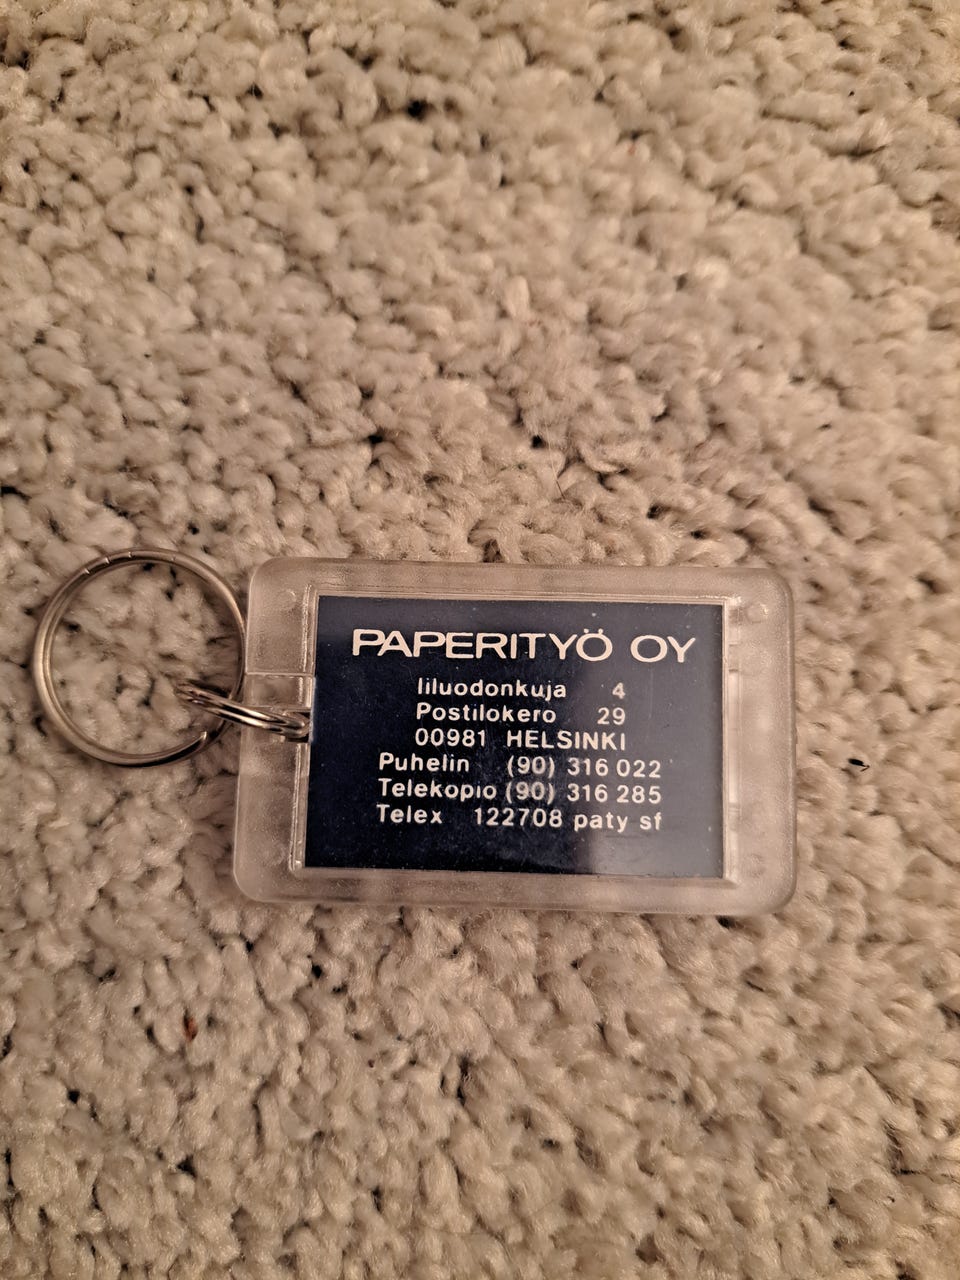 PAPERITYÖ OY
Iiluodonkuja 4
Postilokero 29
00981 HELSINKI
Puhelin (90) 316 022
Telekopio (90) 316 285
Telex 122708 paty sf